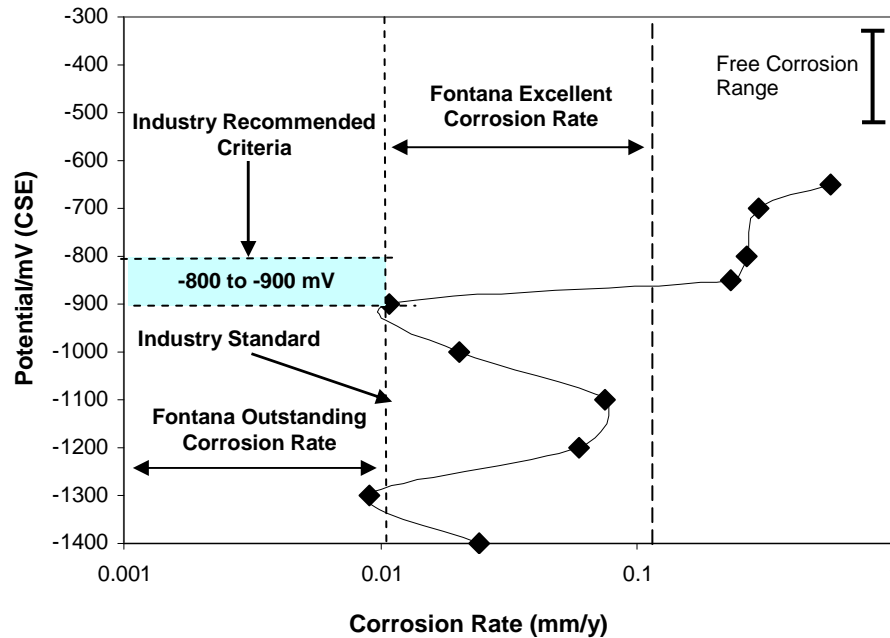 -300
-400
-500
-600
-700
-800
-900
-1000
-1100
-1200
-1300
-1400
Potential/mV (CSE)
Free Corrosion
Range
Fontana Excellent
Corrosion Rate
Industry Recommended
Criteria
-800 to -900 mV
Industry Standard
Fontana Outstanding
Corrosion Rate
0.001
0.01
0.1
Corrosion Rate (mm/y)